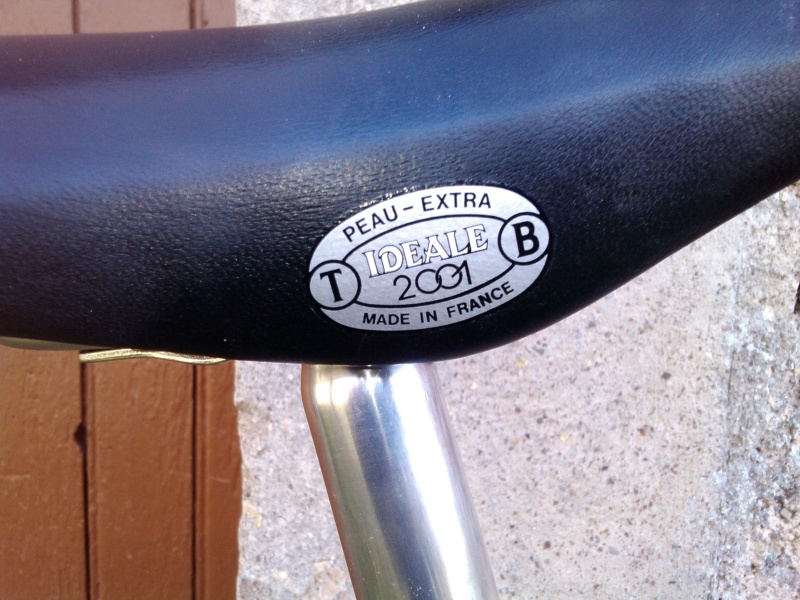 PEAU-EXTRA
T IDEALE B
2001
MADE IN FRANCE